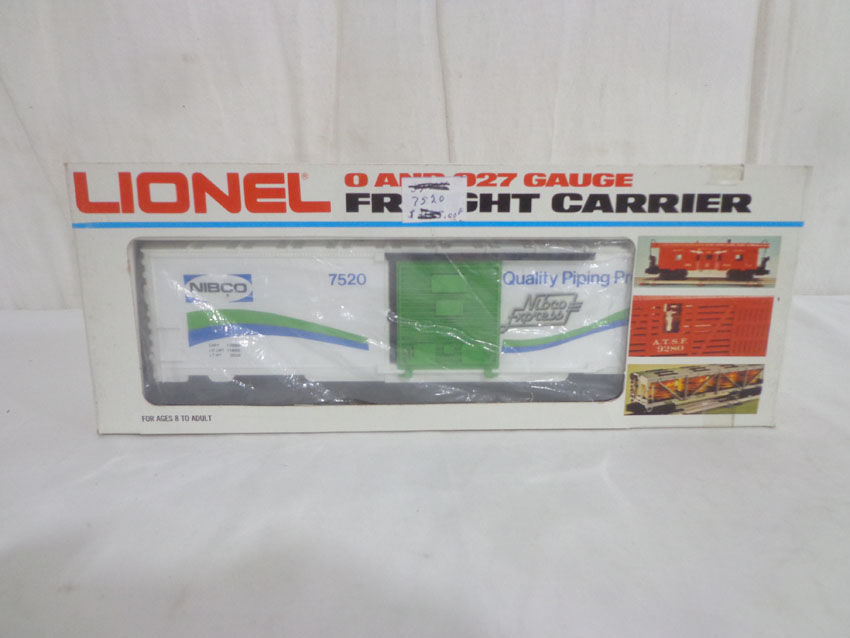 LIONEL
O AND 027 GAUGE
FREIGHT CARRIER
7520
NIBCO
7520
Quality Piping Pr
Nibco
Express
A.T.S.F.
9280
FOR AGES 8 TO ADULT